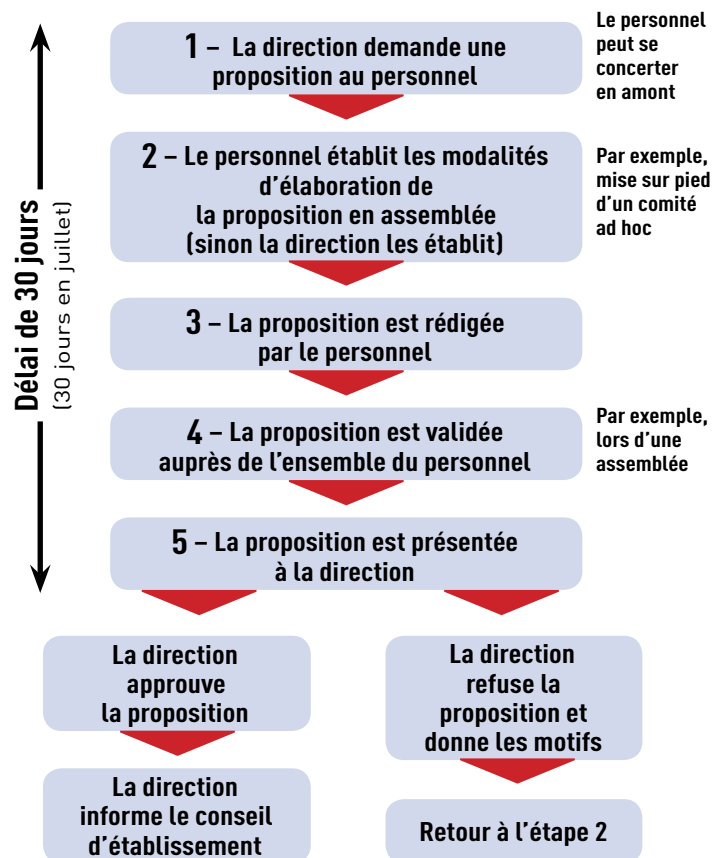 1 – La direction demande une
proposition au personnel
Le personnel
peut se
concerter
en amont
2 – Le personnel établit les modalités
d'élaboration de
la proposition en assemblée
(sinon la direction les établit)
Par exemple,
mise sur pied
d'un comité
ad hoc
Délai de 30 jours
(30 jours en juillet)
3 – La proposition est rédigée
par le personnel
4 – La proposition est validée
auprès de l'ensemble du personnel
Par exemple,
lors d'une
assemblée
5 – La proposition est présentée
à la direction
La direction
approuve
la proposition
La direction
refuse la
proposition et
donne les motifs
La direction
informe le conseil
d'établissement
Retour à l'étape 2